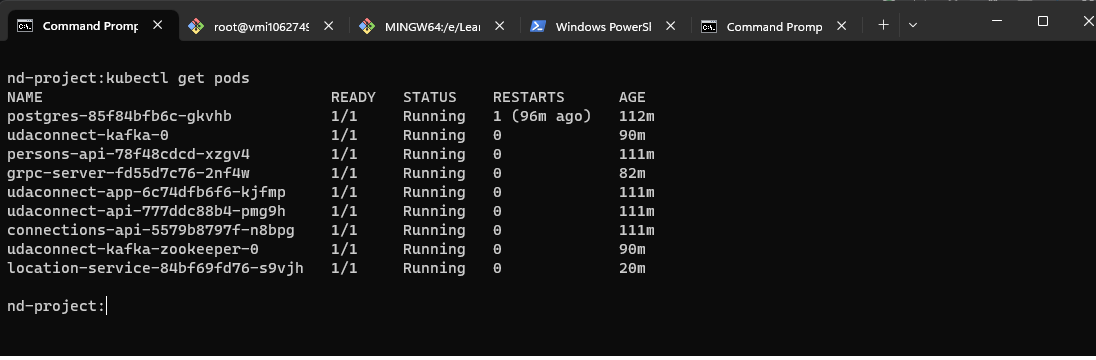 Command Promp
root@vmi1062749
MINGW64:/e/Lear
Windows PowerSl
Command Promp
nd-project:kubectl get pods
NAME READY STATUS RESTARTS AGE
postgres-85f84bfb6c-gkvhb 1/1 Running 1 (96m ago) 112m
udaconnect-kafka-0 1/1 Running 0 90m
persons-api-78f48cdcd-xzgv4 1/1 Running 0 111m
grpc-server-fd55d7c76-2nf4w 1/1 Running 0 82m
udaconnect-app-6c74dfb6f6-kjfmp 1/1 Running 0 111m
udaconnect-api-777ddc88b4-pmg9h 1/1 Running 0 111m
connections-api-5579b8797f-n8bpg 1/1 Running 0 111m
udaconnect-kafka-zookeeper-0 1/1 Running 0 90m
location-service-84bf69fd76-s9vjh 1/1 Running 0 20m
nd-project: